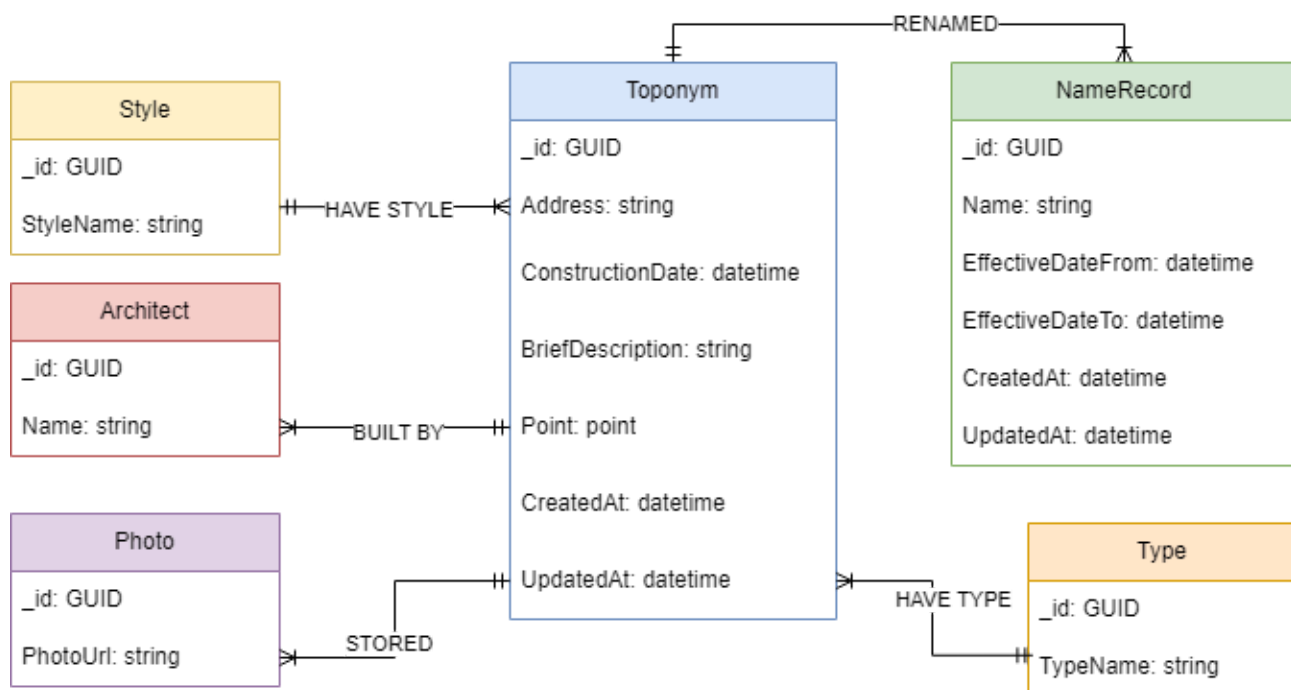 RENAMED
Style
_id: GUID
StyleName: string
HAVE STYLE
Architect
_id: GUID
Name: string
BUILT BY
Photo
_id: GUID
PhotoUrl: string
STORED
Toponym
_id: GUID
Address: string
ConstructionDate: datetime
BriefDescription: string
Point: point
CreatedAt: datetime
UpdatedAt: datetime
NameRecord
_id: GUID
Name: string
EffectiveDateFrom: datetime
EffectiveDateTo: datetime
CreatedAt: datetime
UpdatedAt: datetime
HAVE TYPE
Type
_id: GUID
TypeName: string